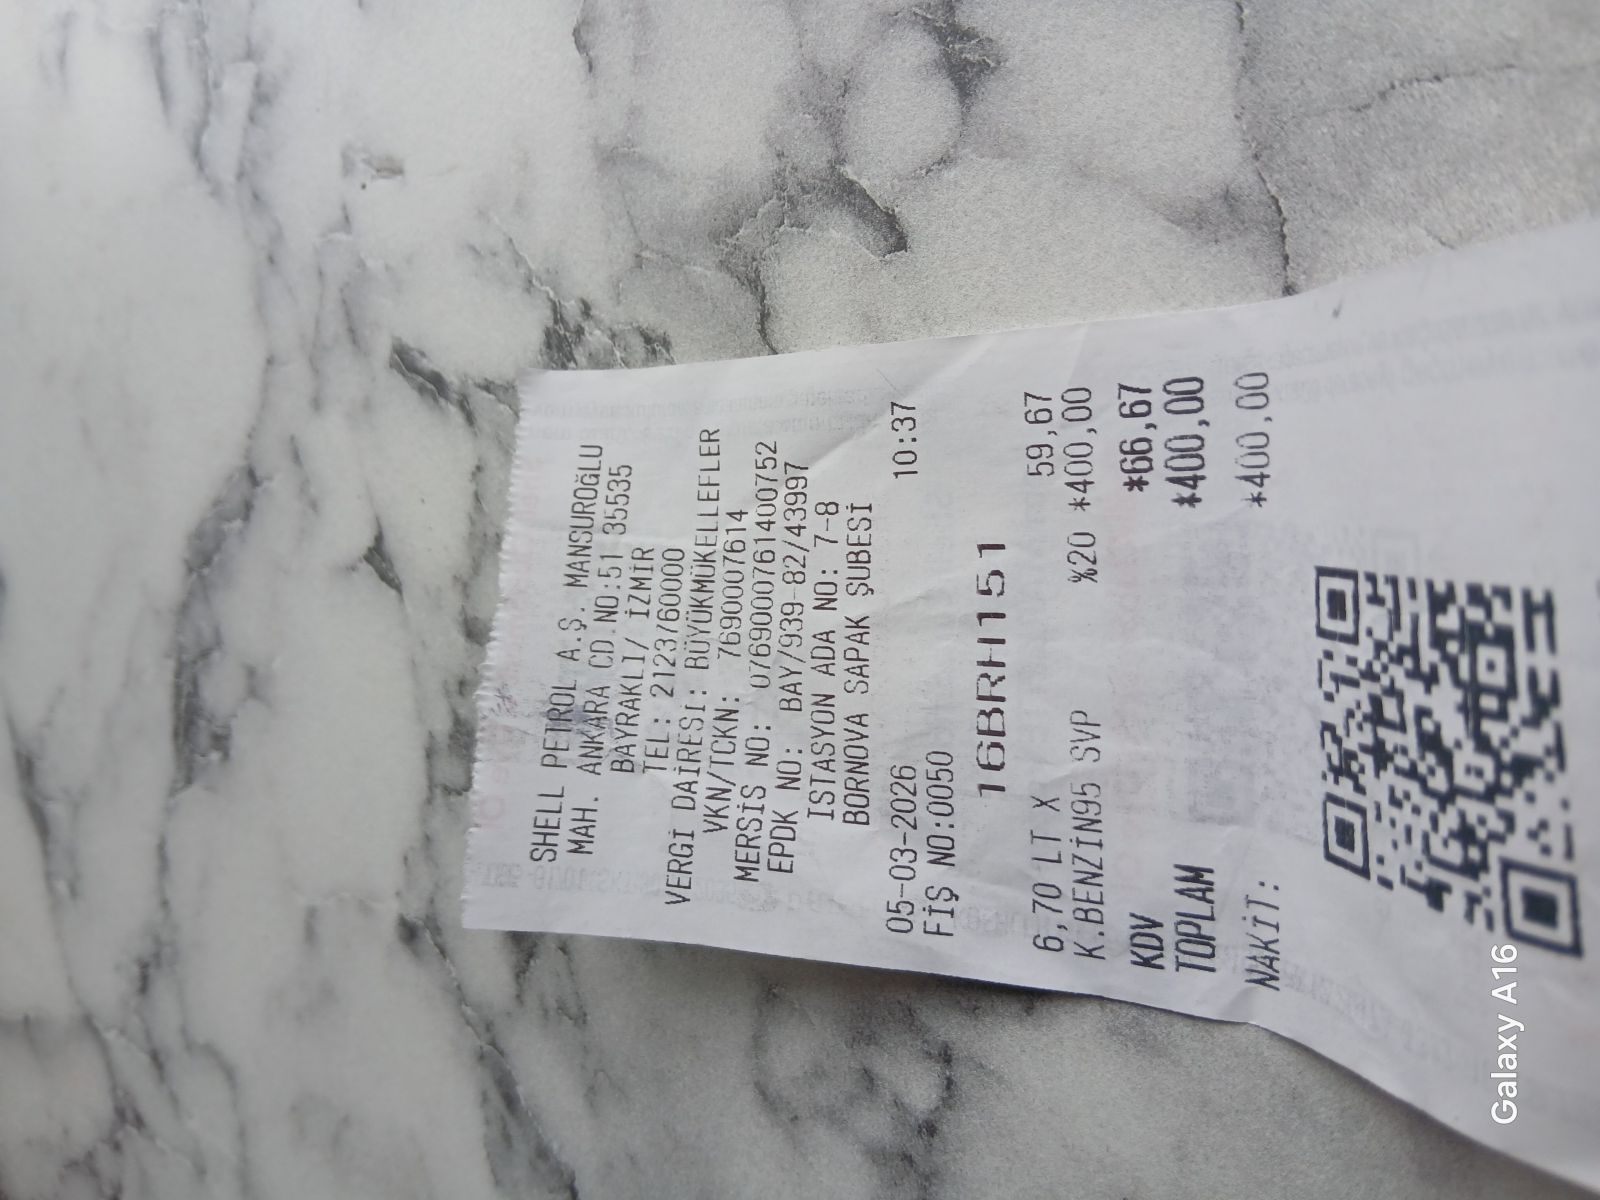 SHELL PETROL A.Ş. MANSUROĞLU
MAH. ANKARA CD.NO:51 35535
BAYRAKLI/ İZMİR
TEL: 2123760000
VERGİ DAİRESİ: BÜYÜKMÜKELLEFLER
VKN/TCKN: 7690007614
MERSİS NO: 0769000761400752
EPDK NO: BAY/939-82/43997
ISTASYON ADA NO: 7-8
BORNOVA SAPAK ŞUBESİ
05-03-2026 10:37
FİŞ NO:0050
16BRH151
6,70 LT X 59,67
K.BENZİN95 SVP %20 *400,00
KDV *66,67
TOPLAM *400,00
NAKİT: *400,00
Galaxy A16